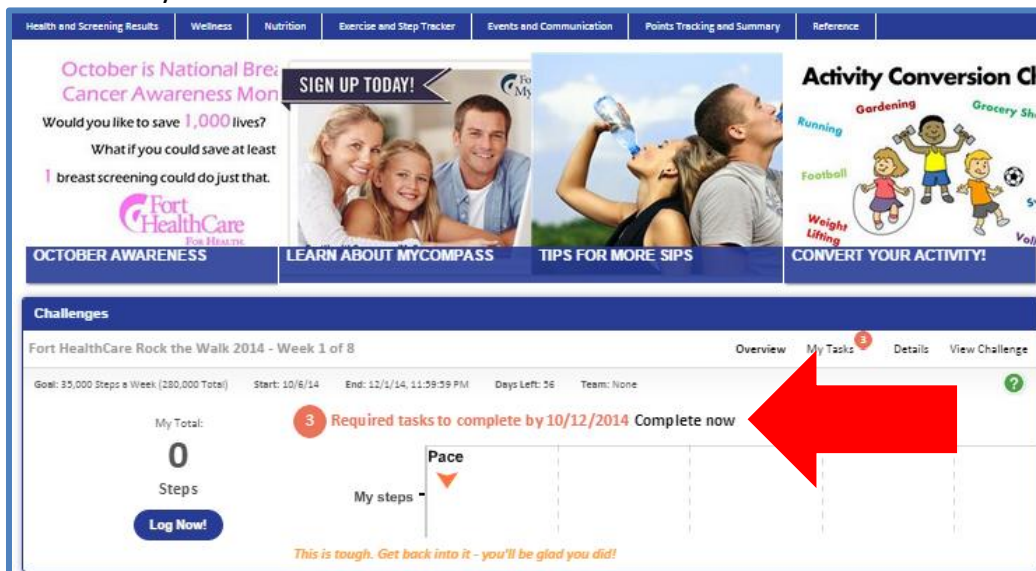 Health and Screening Results Wellness Nutrition Exercise and Step Tracker Events and Communication Points Tracking and Summary Reference
October is National
Cancer Awareness
Would you like to save 1,000 lives?
What if you could save at least
1 breast screening could do just that.
Fort
HealthCare
FOR HEALTH
OCTOBER AWARENESS
SIGN UP TODAY!
LEARN ABOUT MYCOMPASS
TIPS FOR MORE SIPS
Activity Conversion
Gardening
Grocery
Running
Football
Weight
Lifting
CONVERT YOUR ACTIVITY!
Challenges
Fort HealthCare Rock the Walk 2014 - Week 1 of 8
Overview My Tasks 3 Details View Challenge
Goal: 35,000 Steps a Week (280,000 Total) Start: 10/6/14 End: 12/1/14, 11:59:59 PM Days Left: 56 Team: None ?
3 Required tasks to complete by 10/12/2014 Complete now
My Total:
0
Steps
Log Now!
Pace
My steps
This is tough. Get back into it - you'll be glad you did!